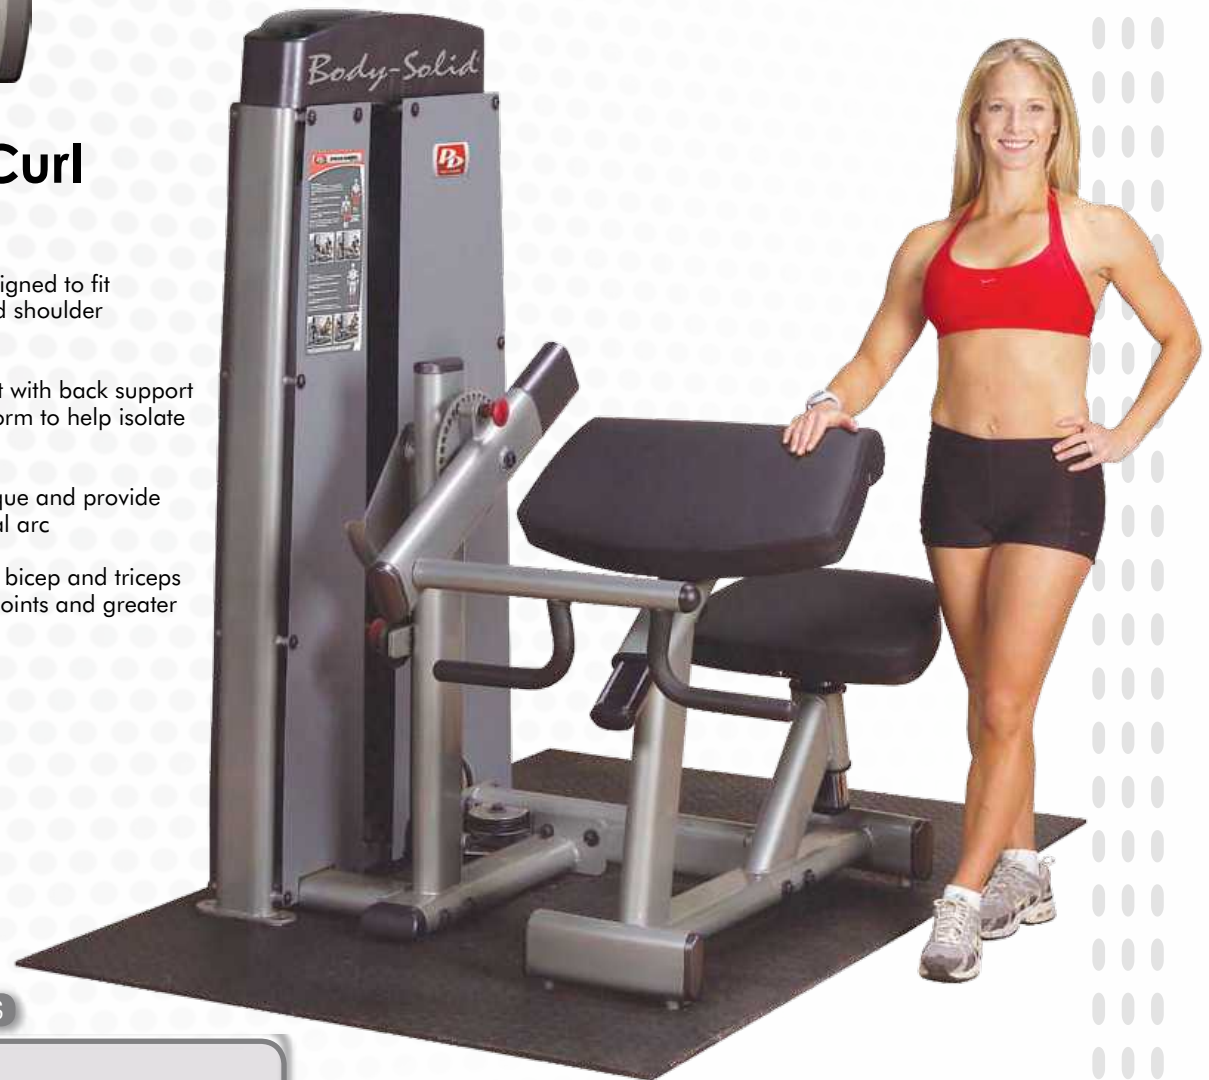 Body-Solid
Curl
igned to fit
d shoulder
t with back support
orm to help isolate
que and provide
al arc
bicep and triceps
oints and greater
S